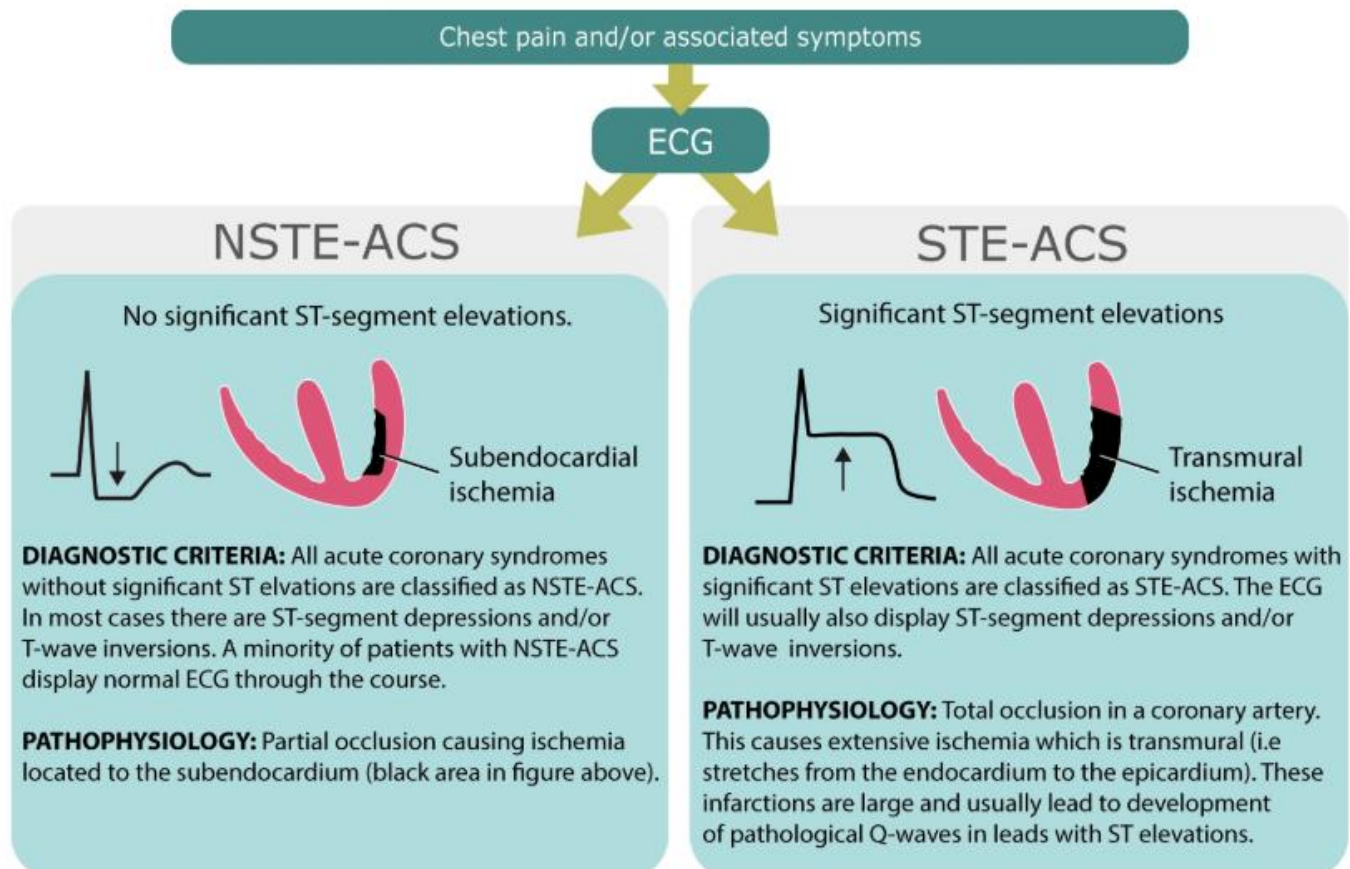 Chest pain and/or associated symptoms
ECG
NSTE-ACS
No significant ST-segment elevations.
Subendocardial
ischemia
DIAGNOSTIC CRITERIA: All acute coronary syndromes
without significant ST elvations are classified as NSTE-ACS.
In most cases there are ST-segment depressions and/or
T-wave inversions. A minority of patients with NSTE-ACS
display normal ECG through the course.
PATHOPHYSIOLOGY: Partial occlusion causing ischemia
located to the subendocardium (black area in figure above).
STE-ACS
Significant ST-segment elevations
Transmural
ischemia
DIAGNOSTIC CRITERIA: All acute coronary syndromes with
significant ST elevations are classified as STE-ACS. The ECG
will usually also display ST-segment depressions and/or
T-wave inversions.
PATHOPHYSIOLOGY: Total occlusion in a coronary artery.
This causes extensive ischemia which is transmural (i.e
stretches from the endocardium to the epicardium). These
infarctions are large and usually lead to development
of pathological Q-waves in leads with ST elevations.